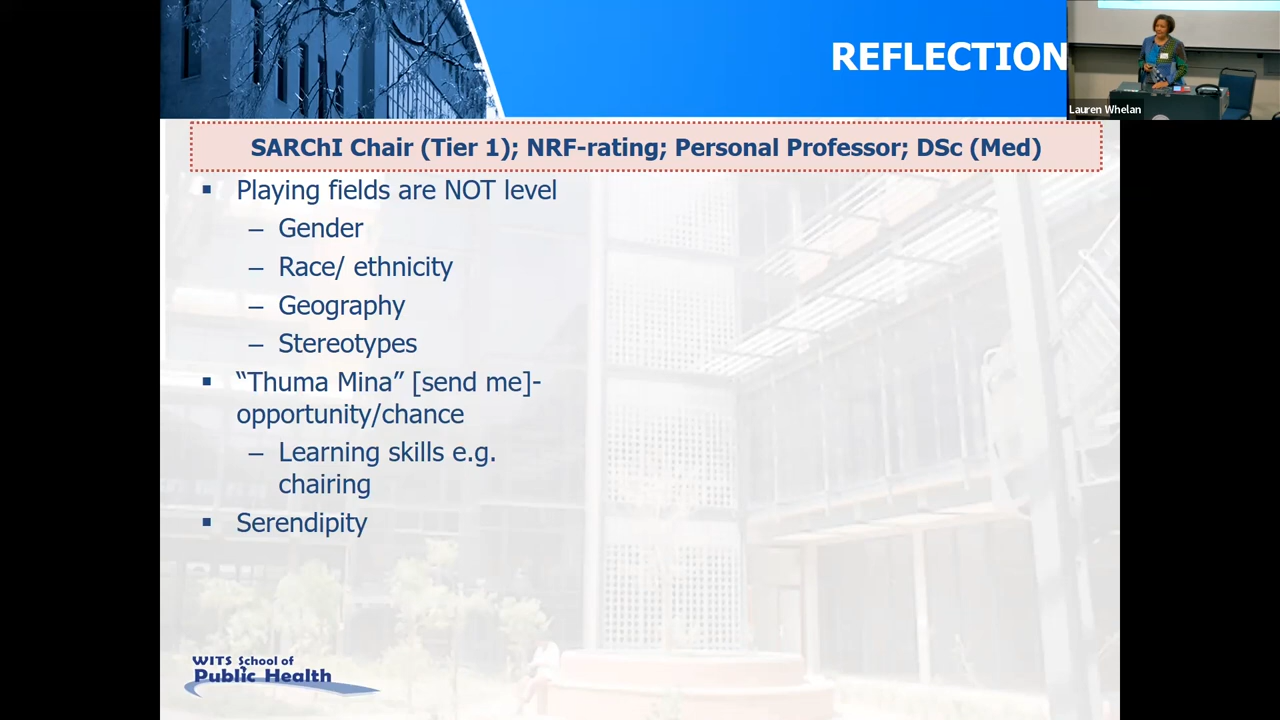 REFLECTION
Lauren Whelan
SARChI Chair (Tier 1); NRF-rating; Personal Professor; DSc (Med)
▪ Playing fields are NOT level
– Gender
– Race/ ethnicity
– Geography
– Stereotypes
▪ “Thuma Mina” [send me]-
opportunity/chance
– Learning skills e.g.
chairing
▪ Serendipity
WITS School of
Public Health